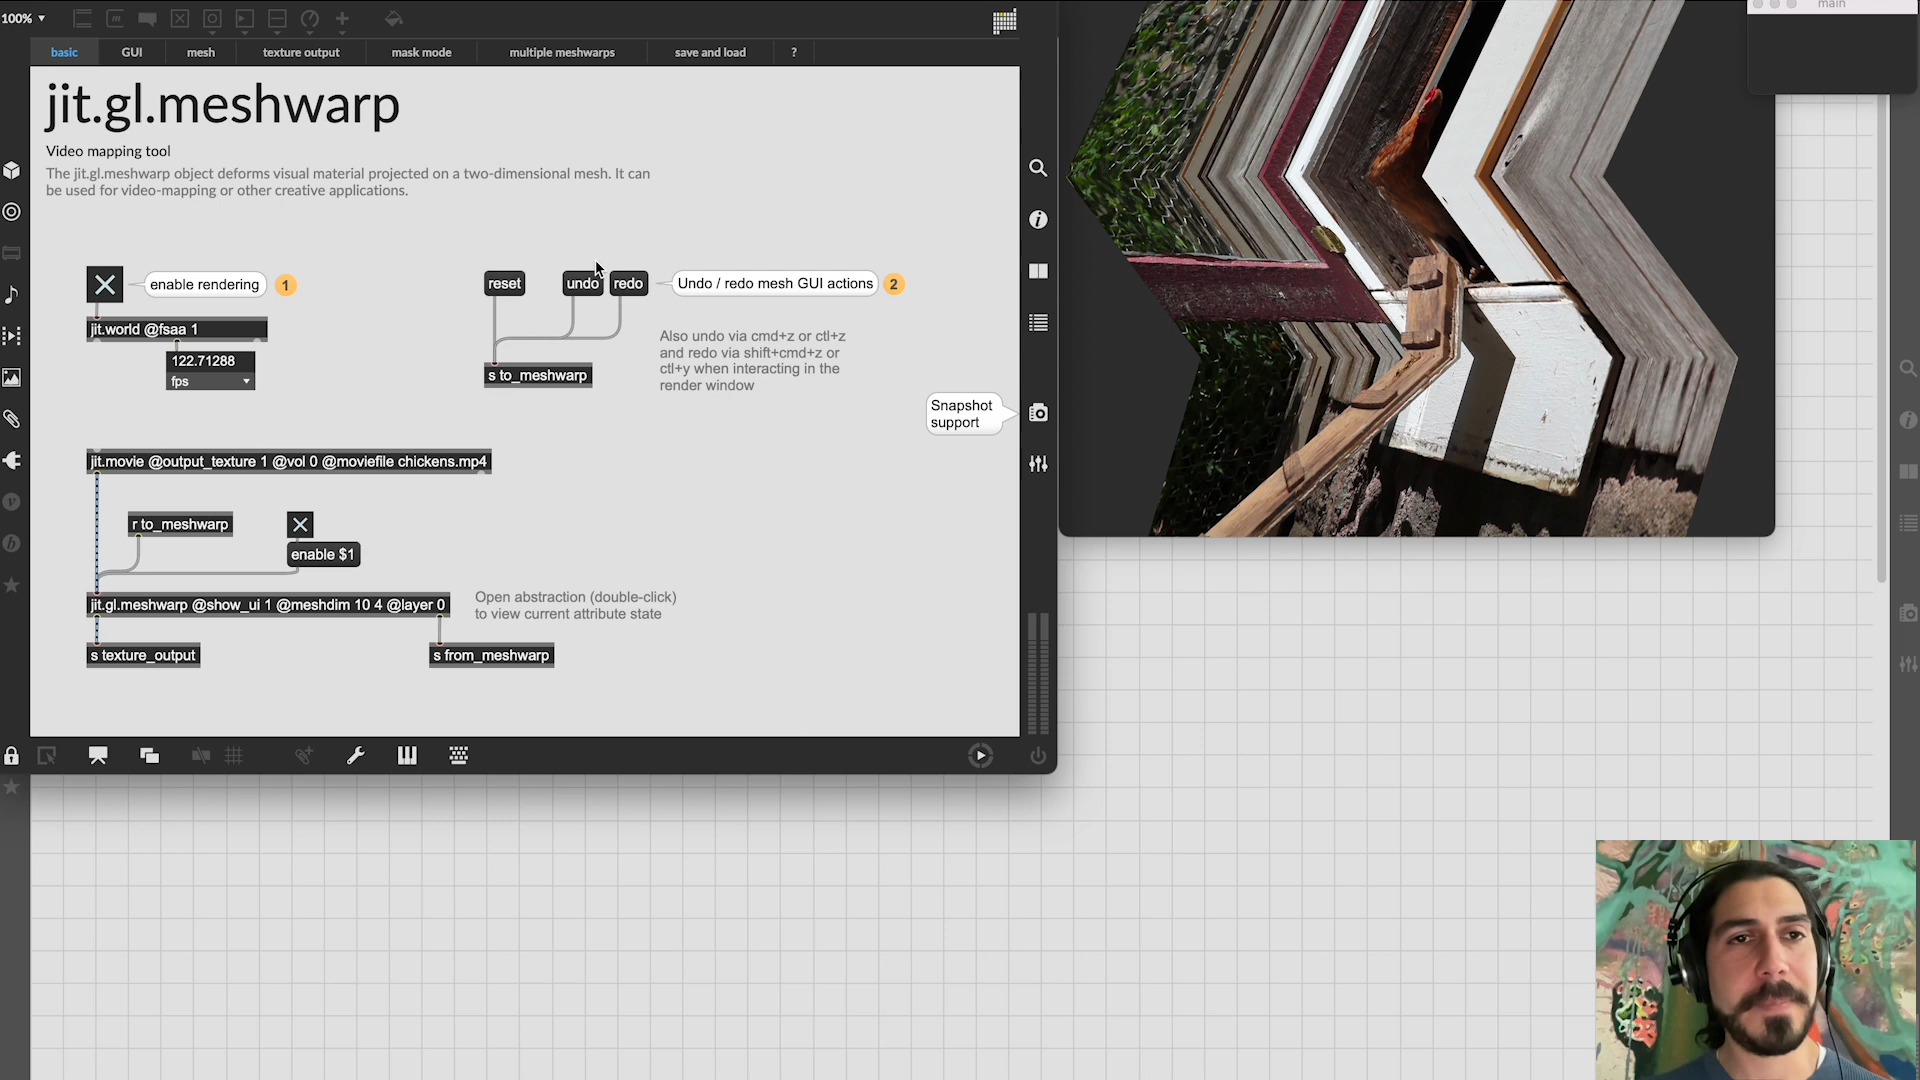 100%
main
basic
GUI
mesh
texture output
mask mode
multiple meshwarps
save and load
?
jit.gl.meshwarp
Video mapping tool
The jit.gl.meshwarp object deforms visual material projected on a two-dimensional mesh. It can
be used for video-mapping or other creative applications.
enable rendering
1
reset
undo
redo
Undo / redo mesh GUI actions
2
jit.world @fsaa 1
122.71288
fps
Also undo via cmd+z or ctl+z
and redo via shift+cmd+z or
ctl+y when interacting in the
render window
s to_meshwarp
Snapshot
support
jit.movie @output_texture 1 @vol 0 @moviefile chickens.mp4
r to_meshwarp
enable $1
jit.gl.meshwarp @show_ui 1 @meshdim 10 4 @layer 0
Open abstraction (double-click)
to view current attribute state
s texture_output
s from_meshwarp